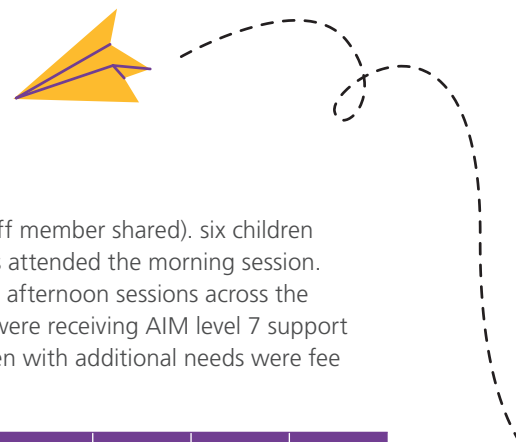 ff member shared). six children
s attended the morning session.
afternoon sessions across the
were receiving AIM level 7 support
en with additional needs were fee